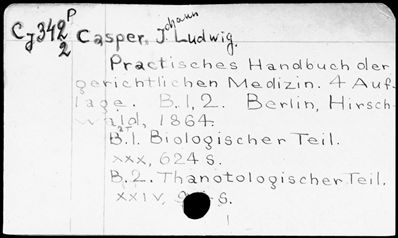 Cj 342 P
2
Casper, Johann Ludwig.
Practisches Handbuch der
gerichtlichen Medizin. 4 Auf-
lage. B. 1, 2. Berlin, Hirsch-
wald, 1864.
B. 1. Biologischer Teil.
xxx, 624 S.
B. 2. Thanotologischer Teil.
xxiv, S.